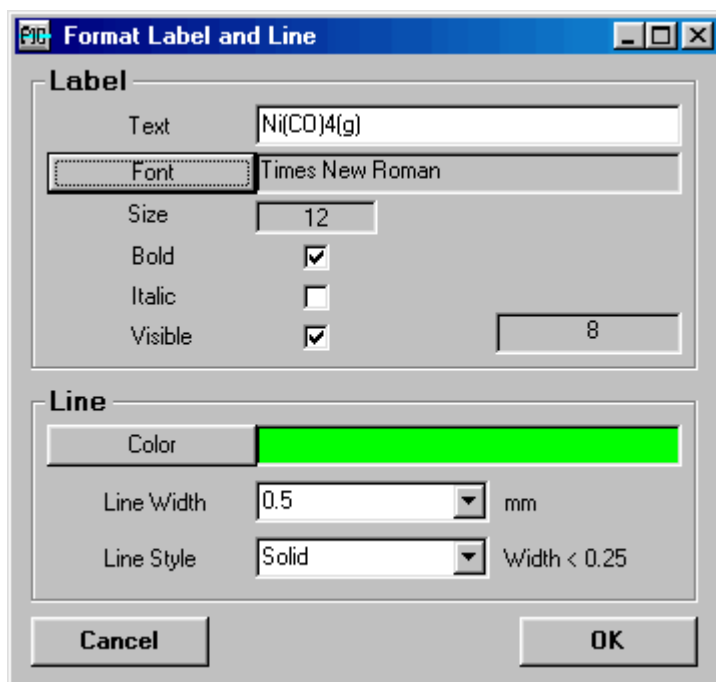 Format Label and Line
Label
Text Ni(CO)4(g)
Font Times New Roman
Size 12
Bold
Italic
Visible 8
Line
Color
Line Width 0.5 mm
Line Style Solid Width < 0.25
Cancel OK